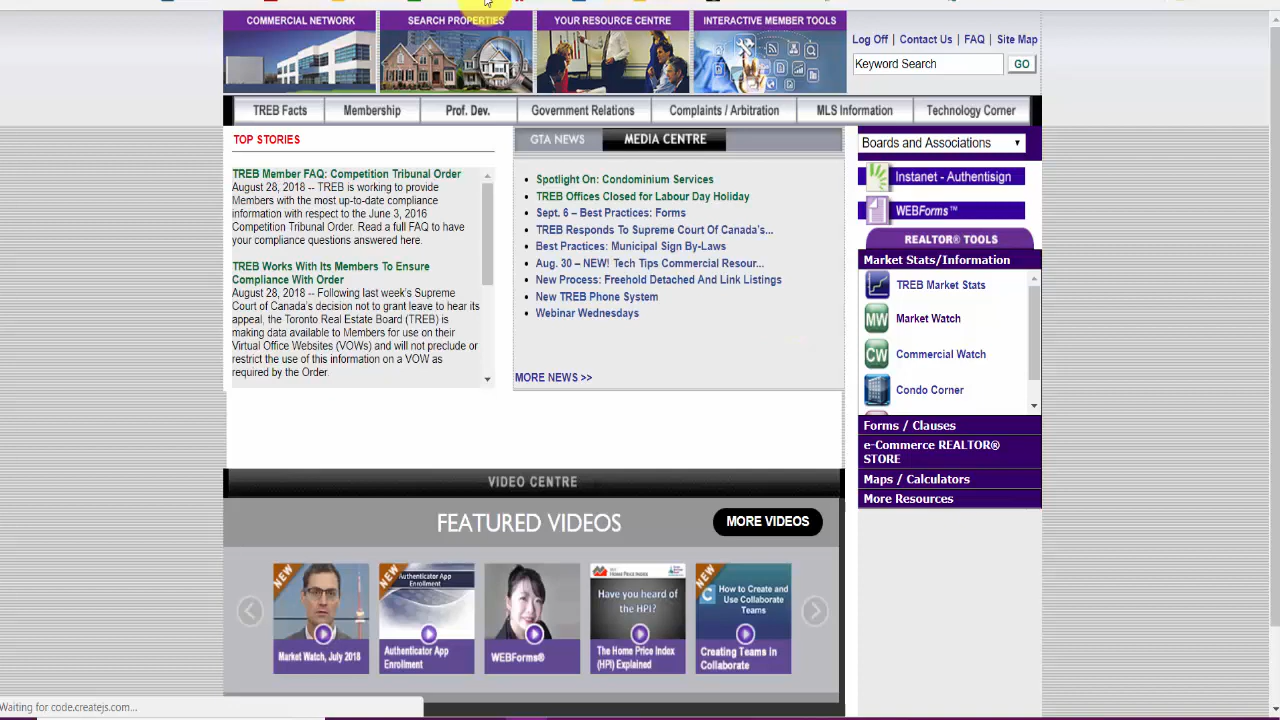 COMMERCIAL NETWORK
SEARCH PROPERTIES
YOUR RESOURCE CENTRE
INTERACTIVE MEMBER TOOLS
Log Off | Contact Us | FAQ | Site Map
Keyword Search
GO
TREB Facts
Membership
Prof. Dev.
Government Relations
Complaints / Arbitration
MLS Information
Technology Corner
TOP STORIES
TREB Member FAQ: Competition Tribunal Order
August 28, 2018 -- TREB is working to provide
Members with the most up-to-date compliance
information with respect to the June 3, 2016
Competition Tribunal Order. Read a full FAQ to have
your compliance questions answered here.
TREB Works With Its Members To Ensure
Compliance With Order
August 28, 2018 -- Following last week's Supreme
Court of Canada's decision not to grant leave to hear its
appeal, the Toronto Real Estate Board (TREB) is
making data available to Members for use on their
Virtual Office Websites (VOWs) and will not preclude or
restrict the use of this information on a VOW as
required by the Order.
GTA NEWS
MEDIA CENTRE
Spotlight On: Condominium Services
TREB Offices Closed for Labour Day Holiday
Sept. 6 – Best Practices: Forms
TREB Responds To Supreme Court Of Canada's...
Best Practices: Municipal Sign By-Laws
Aug. 30 – NEW! Tech Tips Commercial Resour...
New Process: Freehold Detached And Link Listings
New TREB Phone System
Webinar Wednesdays
MORE NEWS >>
Boards and Associations
Instanet - Authentisign
WEBForms™
REALTOR® TOOLS
Market Stats/Information
TREB Market Stats
MW Market Watch
CW Commercial Watch
Condo Corner
Forms / Clauses
e-Commerce REALTOR®
STORE
Maps / Calculators
More Resources
VIDEO CENTRE
FEATURED VIDEOS
MORE VIDEOS
NEW
Market Watch, July 2018
NEW
Authenticator App
Enrollment
Authenticator App
Enrollment
WEBForms®
Have you heard
of the HPI?
The Home Price Index
(HPI) Explained
NEW
How to Create and
Use Collaborate
Teams
Creating Teams in
Collaborate
Waiting for code.createjs.com...